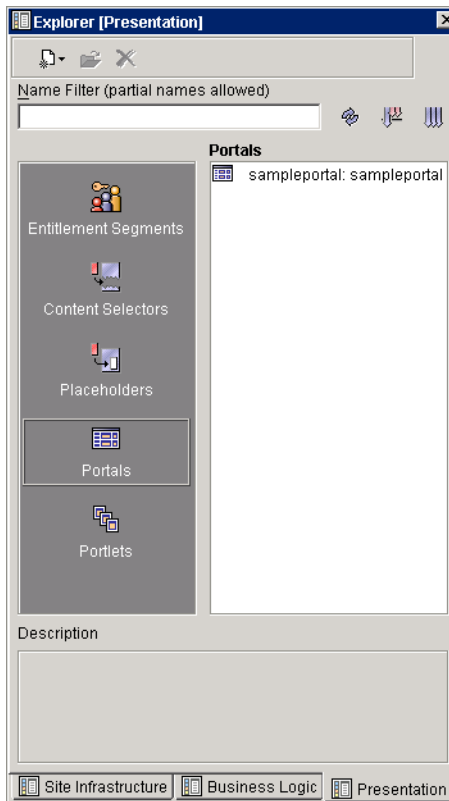 Explorer [Presentation]
Name Filter (partial names allowed)
Portals
sampleportal: sampleportal
Entitlement Segments
Content Selectors
Placeholders
Portals
Portlets
Description
Site Infrastructure
Business Logic
Presentation